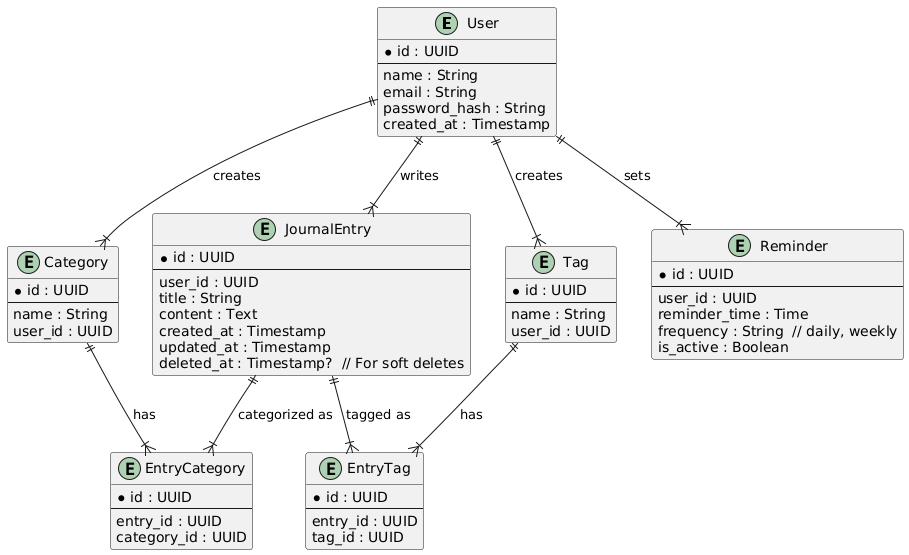 E User
* id : UUID
name : String
email : String
password_hash : String
created_at : Timestamp
creates
writes
creates
sets
E Category
* id : UUID
name : String
user_id : UUID
E JournalEntry
* id : UUID
user_id : UUID
title : String
content : Text
created_at : Timestamp
updated_at : Timestamp
deleted_at : Timestamp?  // For soft deletes
E Tag
* id : UUID
name : String
user_id : UUID
E Reminder
* id : UUID
user_id : UUID
reminder_time : Time
frequency : String  // daily, weekly
is_active : Boolean
has
categorized as
tagged as
has
E EntryCategory
* id : UUID
entry_id : UUID
category_id : UUID
E EntryTag
* id : UUID
entry_id : UUID
tag_id : UUID